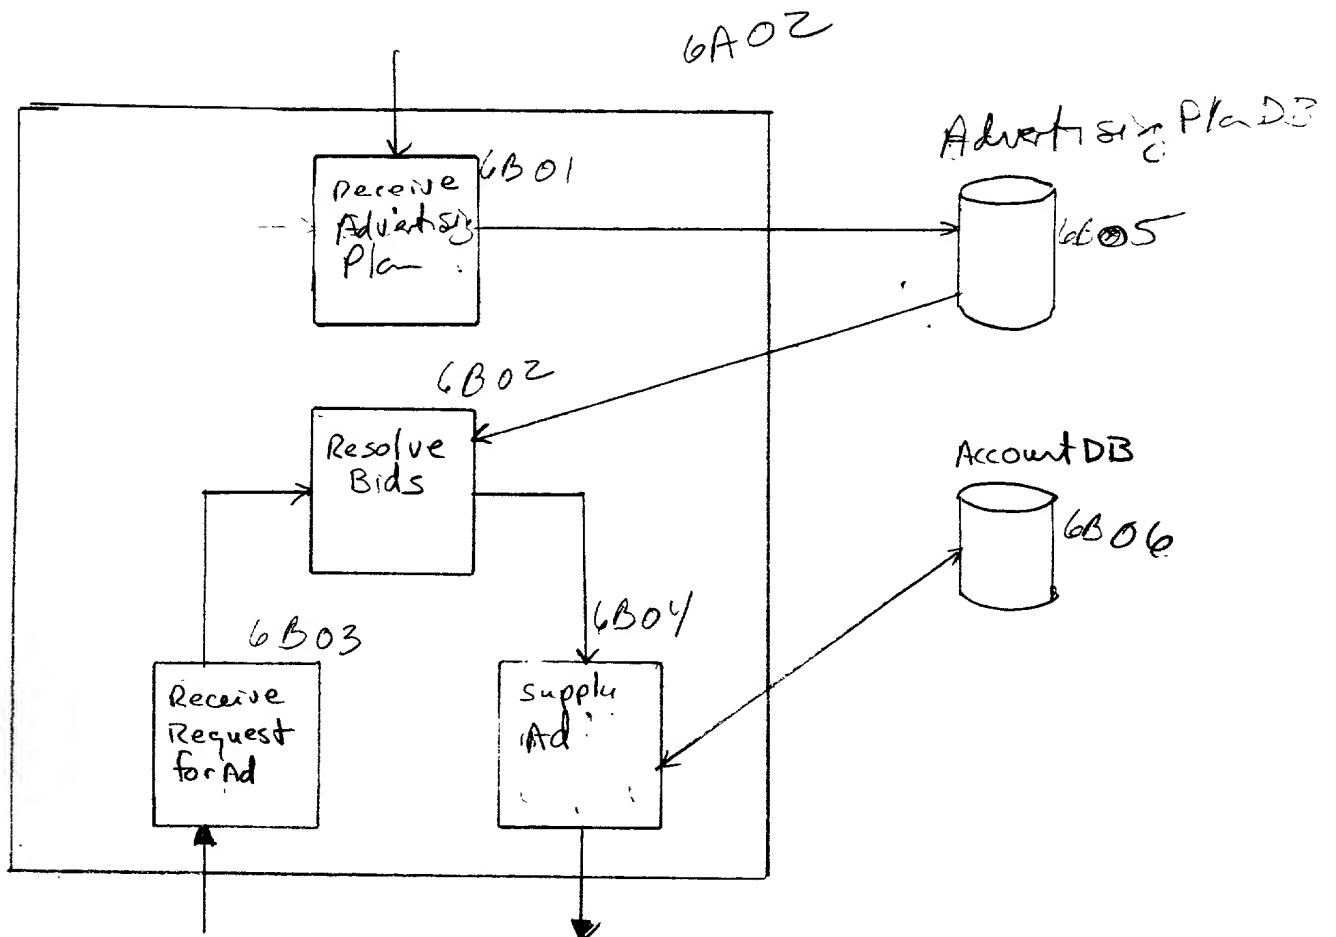 6A02
Advertising Plan DB
6B01
Receive
Advertisig
Plan
6B05
6B02
Resolve
Bids
Account DB
6B06
6B03
6B04
Receive
Request
for Ad
Supply
Ad